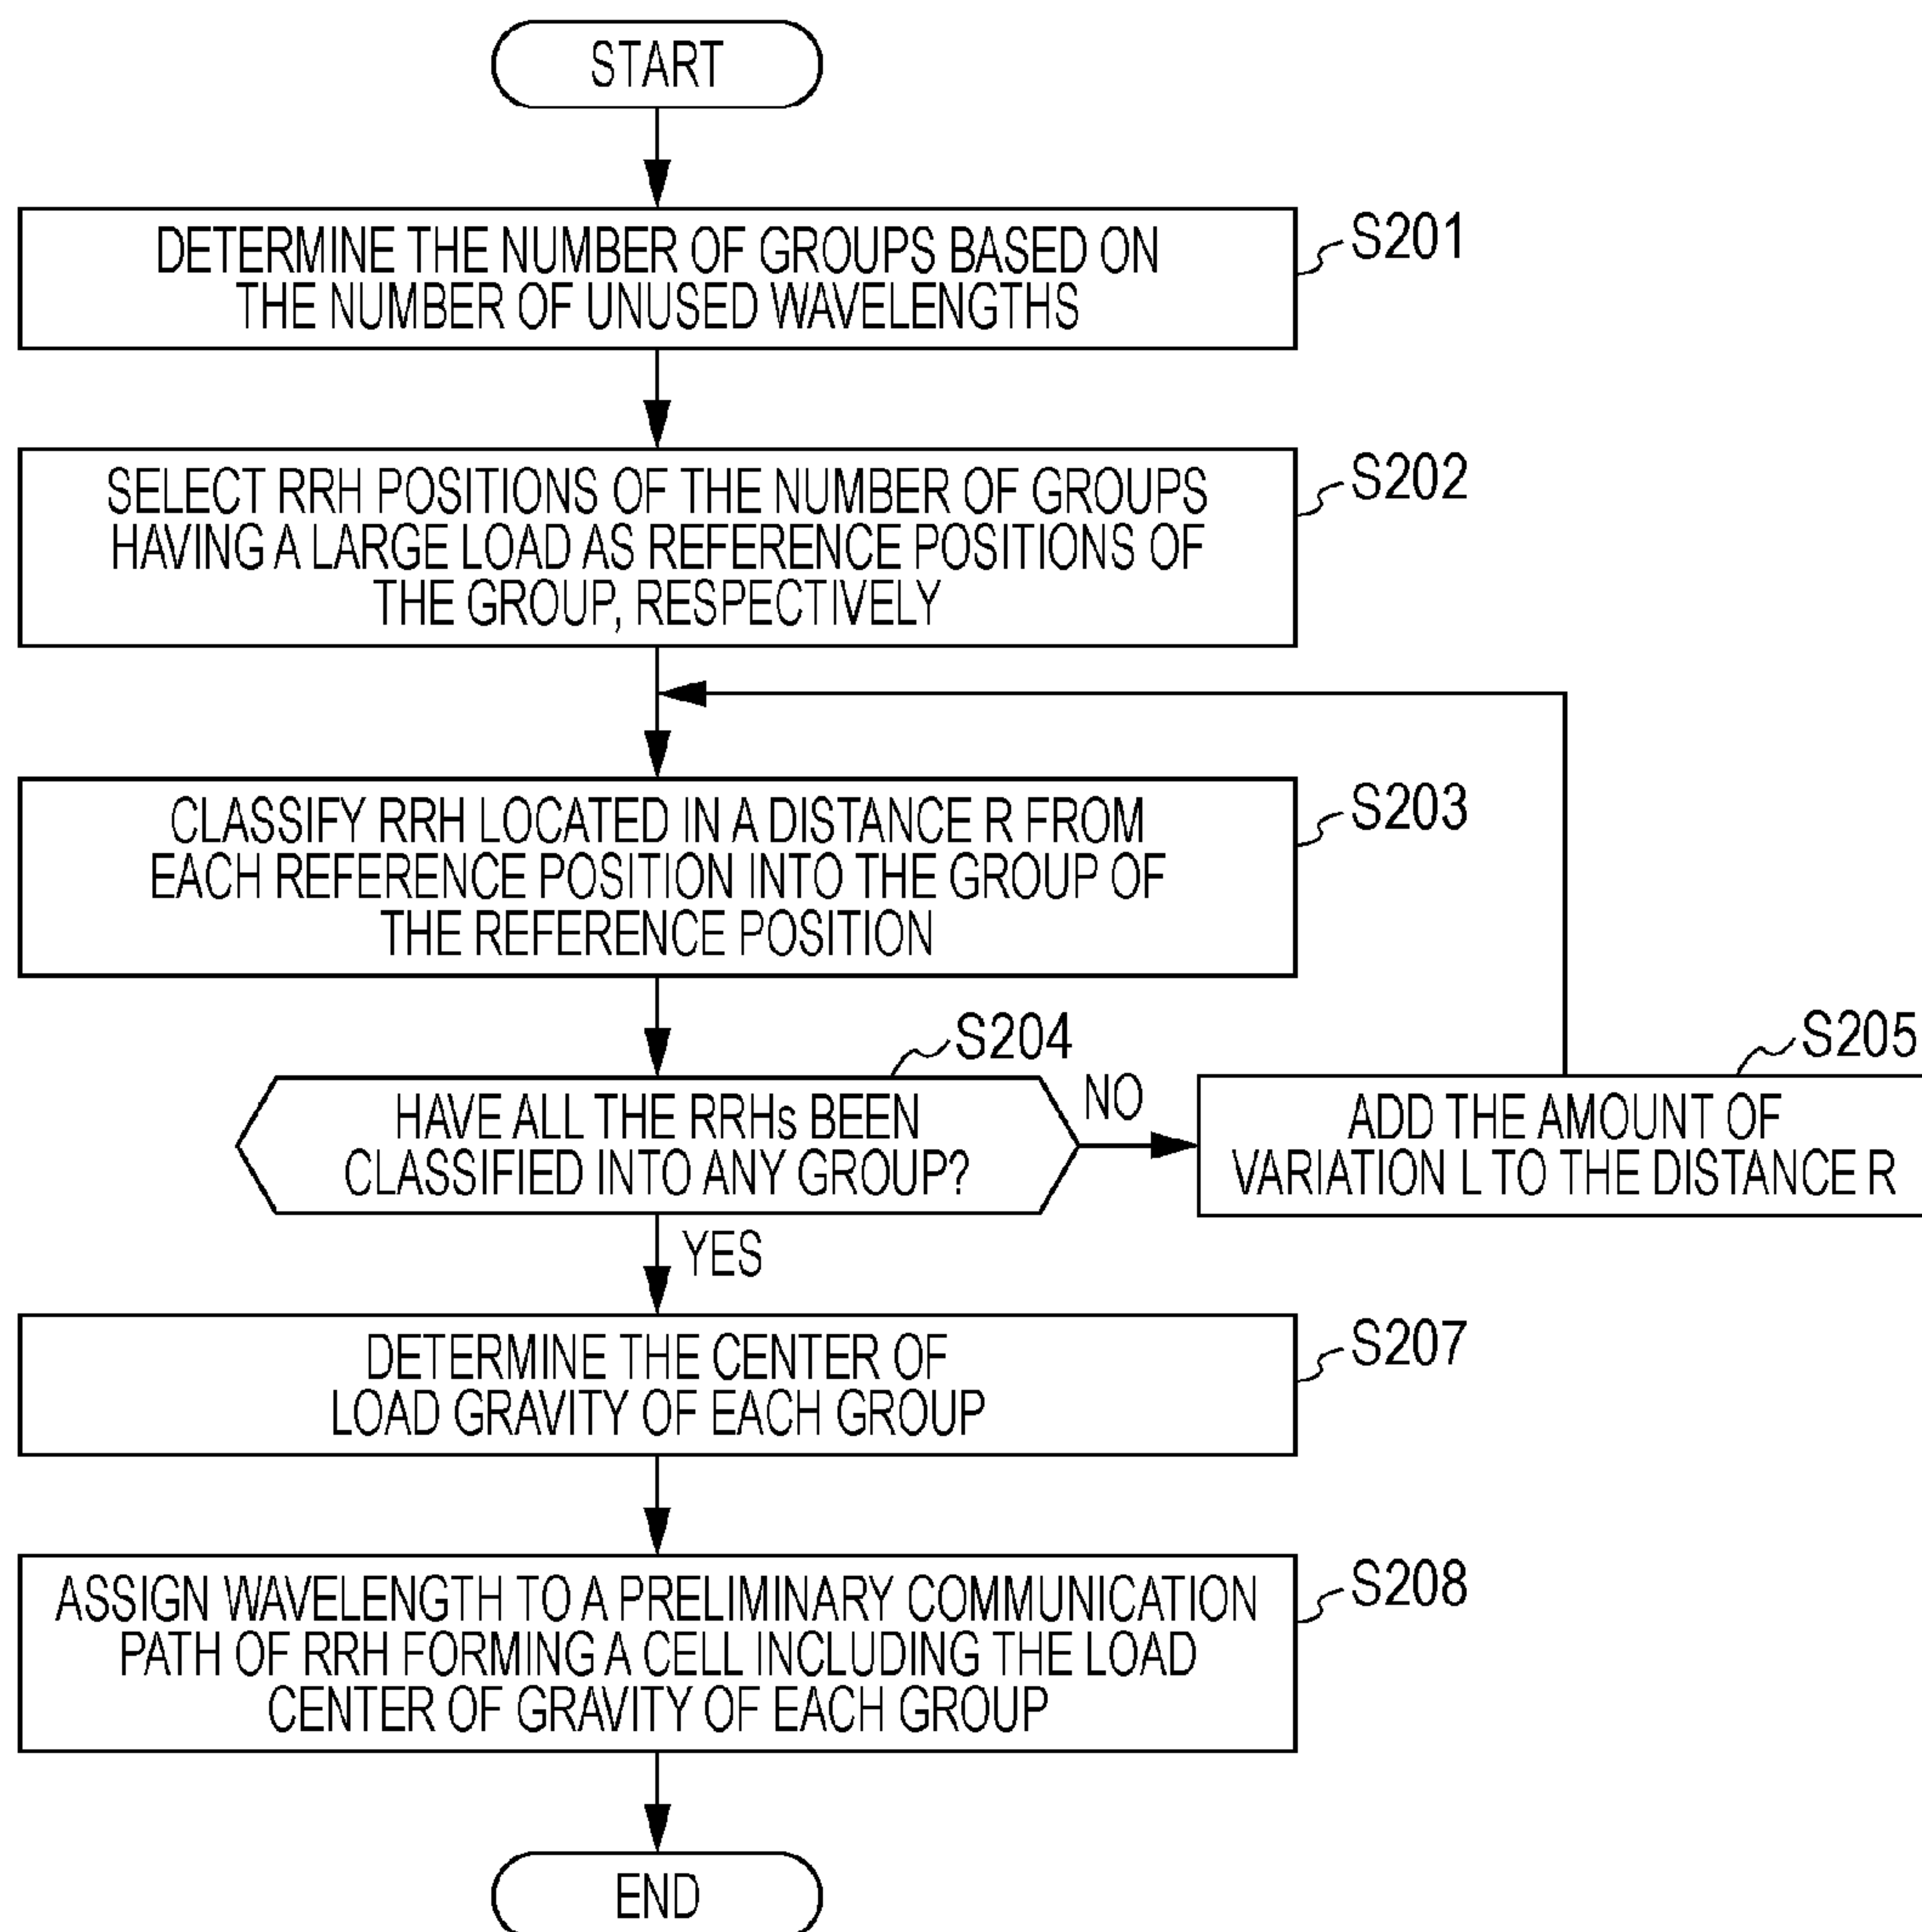 START
DETERMINE THE NUMBER OF GROUPS BASED ON
THE NUMBER OF UNUSED WAVELENGTHS
S201
SELECT RRH POSITIONS OF THE NUMBER OF GROUPS
HAVING A LARGE LOAD AS REFERENCE POSITIONS OF
THE GROUP, RESPECTIVELY
S202
CLASSIFY RRH LOCATED IN A DISTANCE R FROM
EACH REFERENCE POSITION INTO THE GROUP OF
THE REFERENCE POSITION
S203
HAVE ALL THE RRHs BEEN
CLASSIFIED INTO ANY GROUP?
S204
NO
ADD THE AMOUNT OF
VARIATION L TO THE DISTANCE R
S205
YES
DETERMINE THE CENTER OF
LOAD GRAVITY OF EACH GROUP
S207
ASSIGN WAVELENGTH TO A PRELIMINARY COMMUNICATION
PATH OF RRH FORMING A CELL INCLUDING THE LOAD
CENTER OF GRAVITY OF EACH GROUP
S208
END